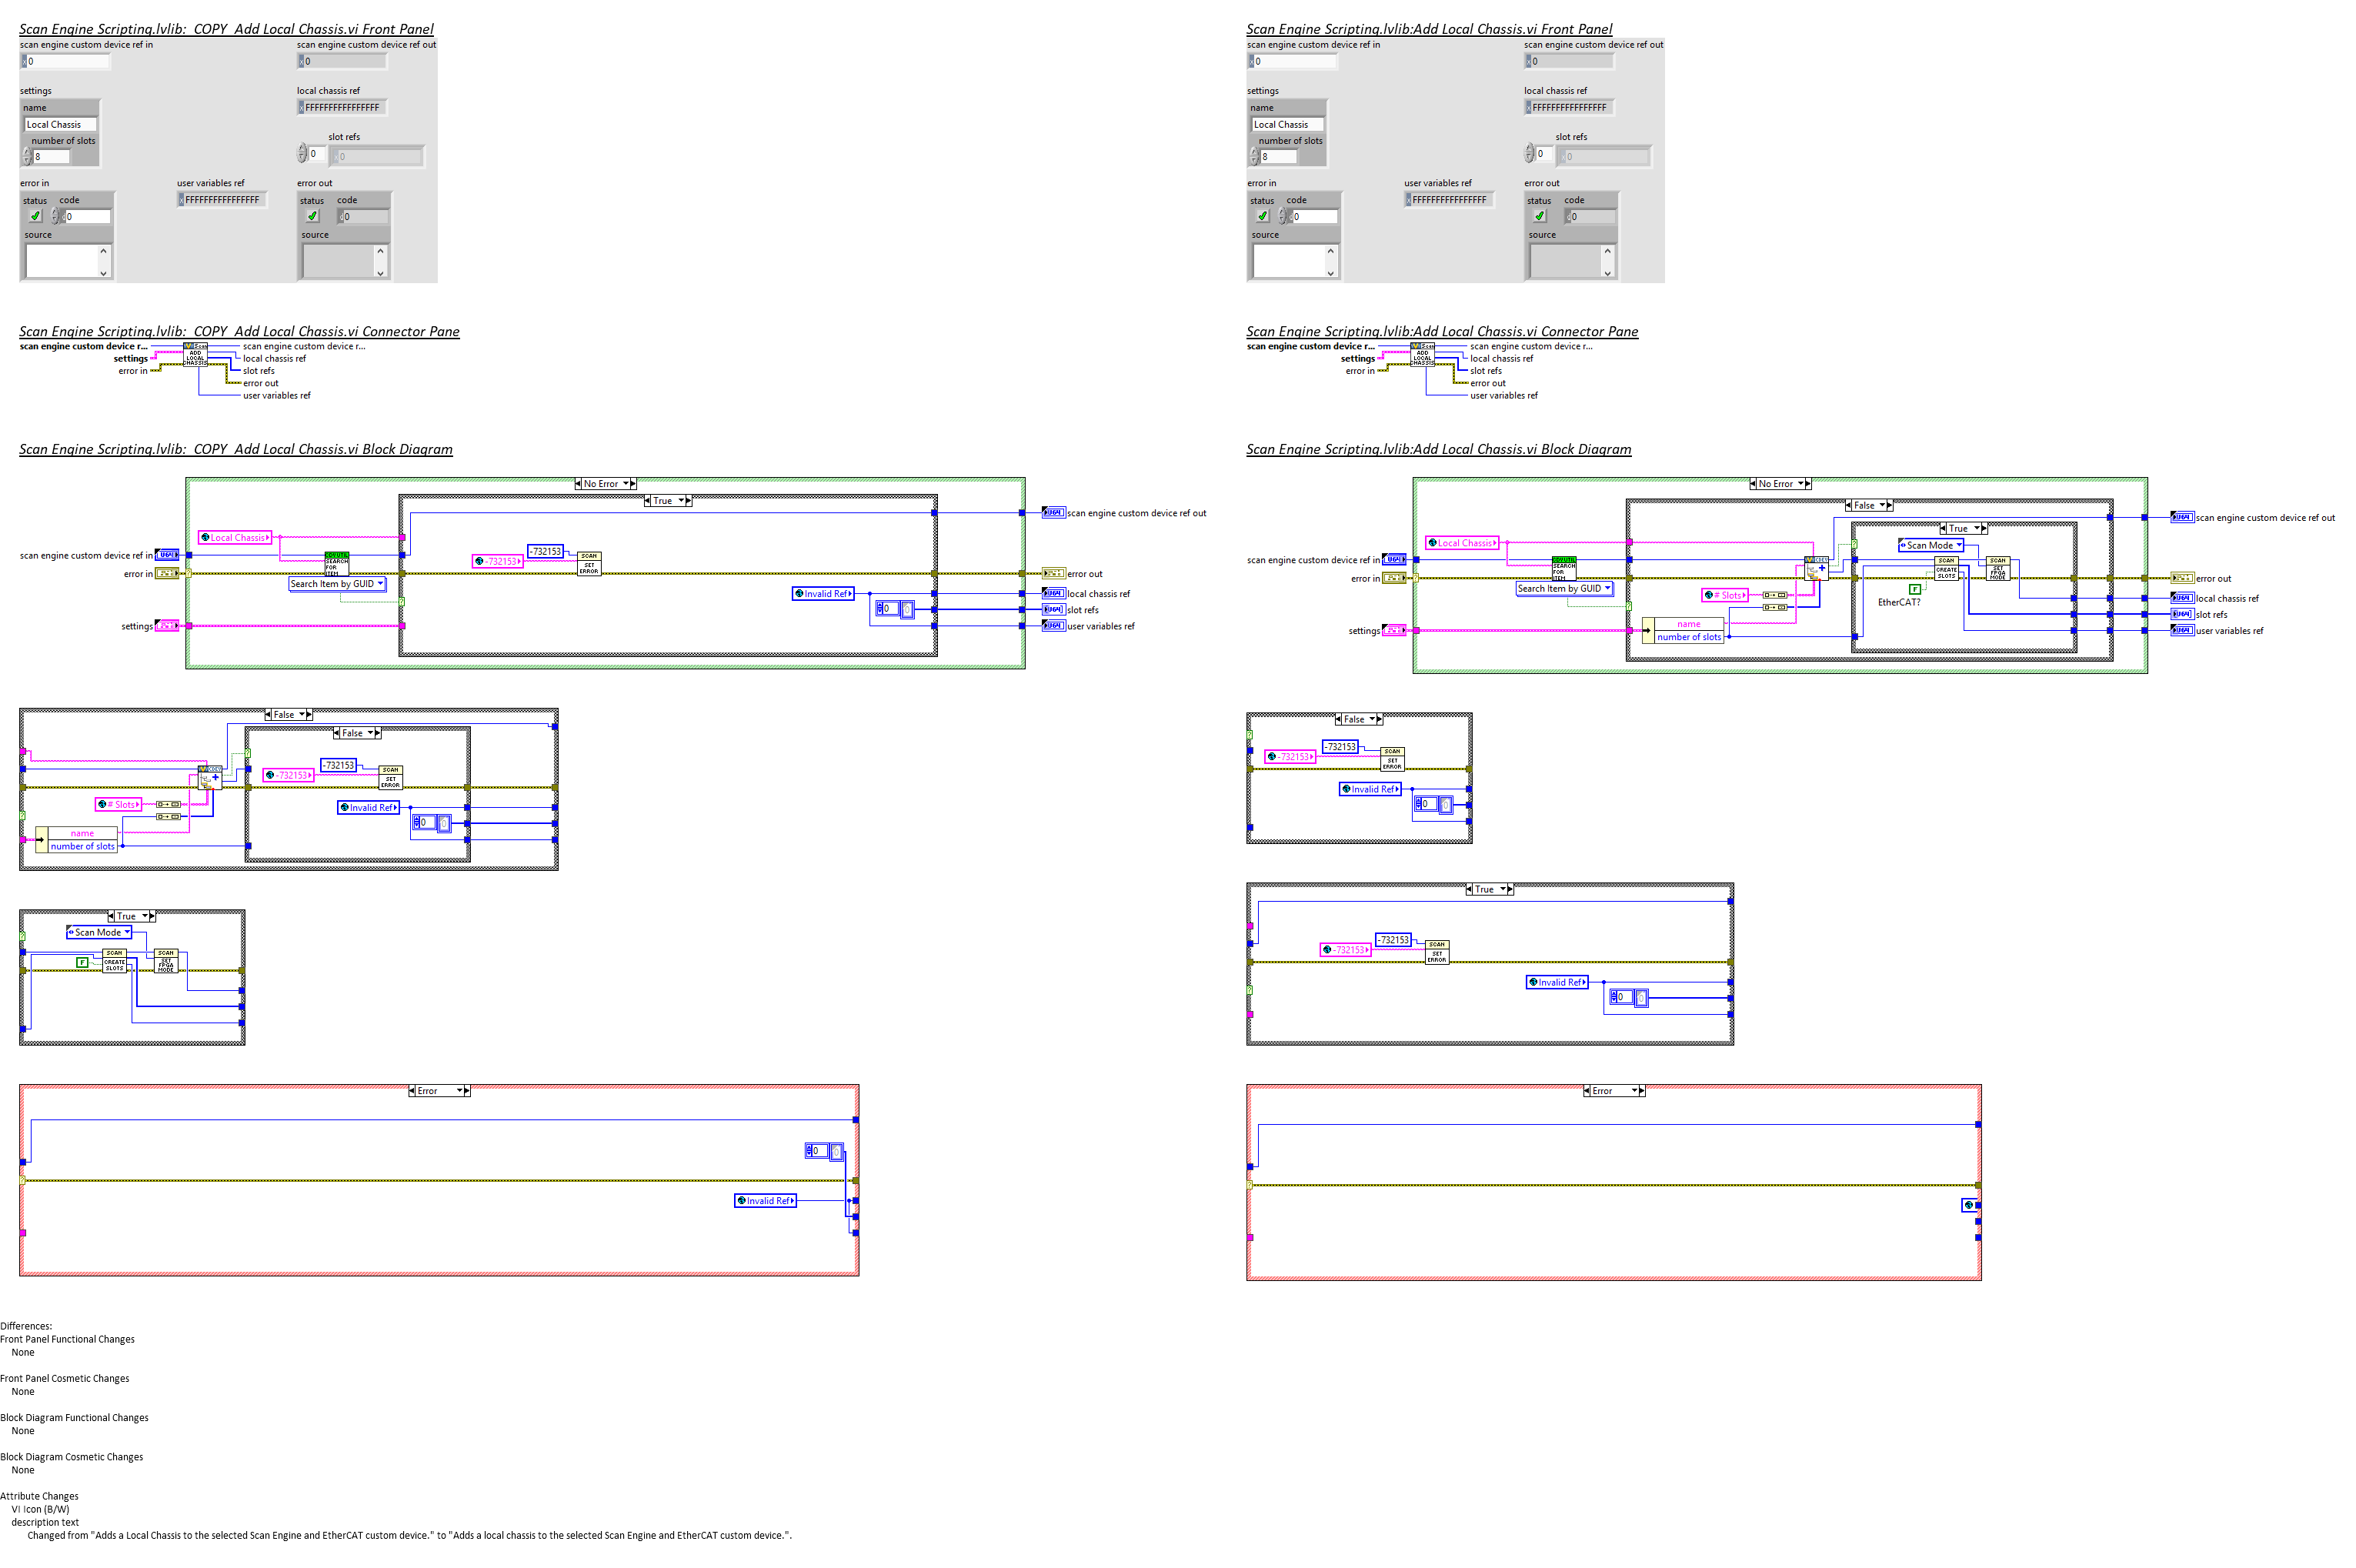 Scan Engine Scripting.lvlib:  COPY  Add Local Chassis.vi Front Panel
scan engine custom device ref in
scan engine custom device ref out
x 0
x 0
settings
local chassis ref
name
x FFFFFFFFFFFFFFFF
Local Chassis
number of slots
slot refs
8
0
x 0
error in
user variables ref
error out
status code
x FFFFFFFFFFFFFFFF
status code
d 0
d 0
source
source
Scan Engine Scripting.lvlib:Add Local Chassis.vi Front Panel
scan engine custom device ref in
scan engine custom device ref out
x 0
x 0
settings
local chassis ref
name
x FFFFFFFFFFFFFFFF
Local Chassis
number of slots
slot refs
8
0
x 0
error in
user variables ref
error out
status code
x FFFFFFFFFFFFFFFF
status code
d 0
d 0
source
source
Scan Engine Scripting.lvlib:  COPY  Add Local Chassis.vi Connector Pane
scan engine custom device r...
scan engine custom device r...
settings
ADD LOCAL CHASSIS
local chassis ref
error in
slot refs
error out
user variables ref
Scan Engine Scripting.lvlib:Add Local Chassis.vi Connector Pane
scan engine custom device r...
scan engine custom device r...
settings
ADD LOCAL CHASSIS
local chassis ref
error in
slot refs
error out
user variables ref
Scan Engine Scripting.lvlib:  COPY  Add Local Chassis.vi Block Diagram
No Error
True
scan engine custom device ref out
Local Chassis
scan engine custom device ref in
SEARCH FOR ITEM
-732153
-732153
SCAN SET ERROR
error in
error out
Search Item by GUID
Invalid Ref
local chassis ref
0
slot refs
settings
user variables ref
False
False
-732153
-732153
SCAN SET ERROR
# Slots
Invalid Ref
0
name
number of slots
True
Scan Mode
F
SCAN CREATE SLOTS
SCAN SET FPGA MODE
Error
0
Invalid Ref
Scan Engine Scripting.lvlib:Add Local Chassis.vi Block Diagram
No Error
False
True
scan engine custom device ref out
Local Chassis
Scan Mode
scan engine custom device ref in
SEARCH FOR ITEM
SCAN CREATE SLOTS
SCAN SET FPGA MODE
error in
error out
Search Item by GUID
F
# Slots
EtherCAT?
local chassis ref
slot refs
name
settings
number of slots
user variables ref
False
-732153
-732153
SCAN SET ERROR
Invalid Ref
0
True
-732153
-732153
SCAN SET ERROR
Invalid Ref
0
Error
Differences:
Front Panel Functional Changes
None
Front Panel Cosmetic Changes
None
Block Diagram Functional Changes
None
Block Diagram Cosmetic Changes
None
Attribute Changes
VI Icon (B/W)
description text
Changed from "Adds a Local Chassis to the selected Scan Engine and EtherCAT custom device." to "Adds a local chassis to the selected Scan Engine and EtherCAT custom device.".